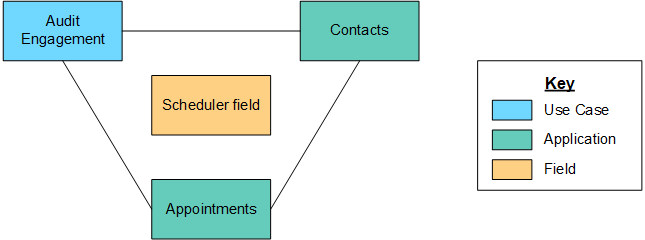 Audit
Engagement
Contacts
Scheduler field
Appointments
Key
Use Case
Application
Field